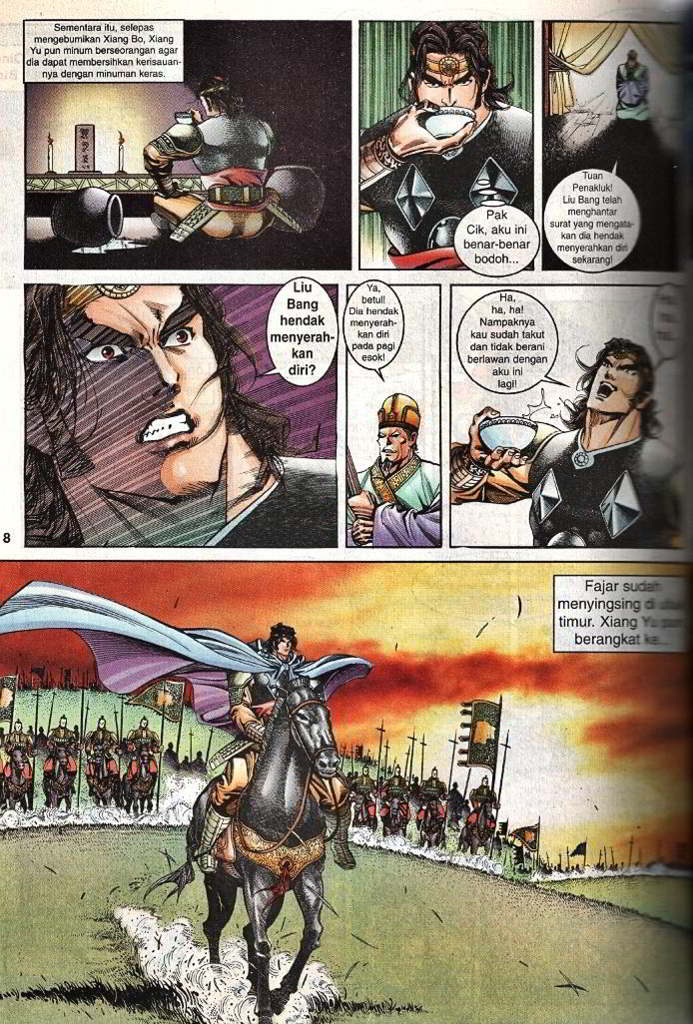 Sementara itu, selepas
mengebumikan Xiang Bo, Xiang
Yu pun minum berseorangan agar
dia dapat membersihkan kerisauan-
nya dengan minuman keras.
Pak
Cik, aku ini
benar-benar
bodoh...
Tuan
Penakluk!
Liu Bang telah
menghantar
surat yang mengata-
kan dia hendak
menyerahkan diri
sekarang!
Liu
Bang
hendak
menyerah-
kan
diri?
Ya,
betul!
Dia hendak
menyerah-
kan diri
pada pagi
esok!
Ha,
ha, ha!
Nampaknya
kau sudah takut
dan tidak berani
berlawan dengan
aku ini
lagi!
8
Fajar sudah
menyingsing di
timur. Xiang Yu pun
berangkat ke...